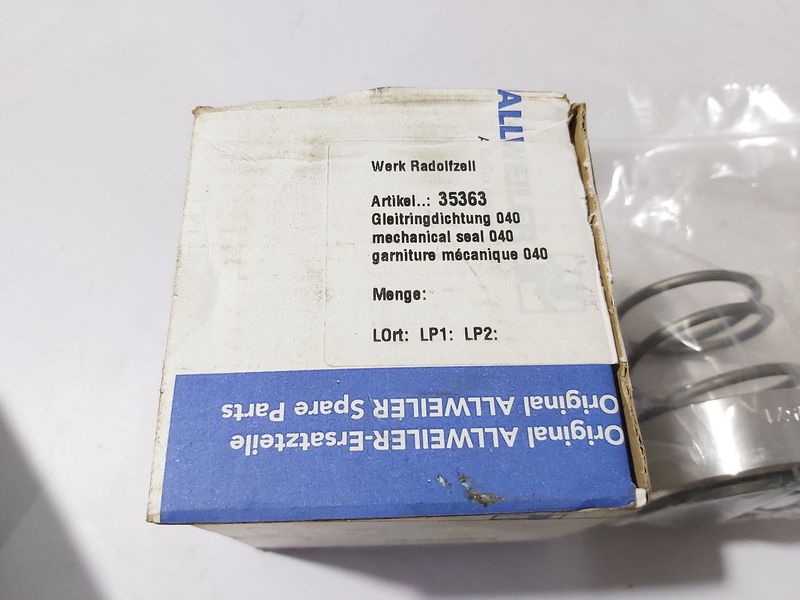 ALLWEILER
Werk Radolfzell
Artikel..: 35363
Gleitringdichtung 040
mechanical seal 040
garniture mécanique 040
Menge:
LOrt: LP1: LP2:
Original ALLWEILER-Ersatzteile
Original ALLWEILER Spare Parts